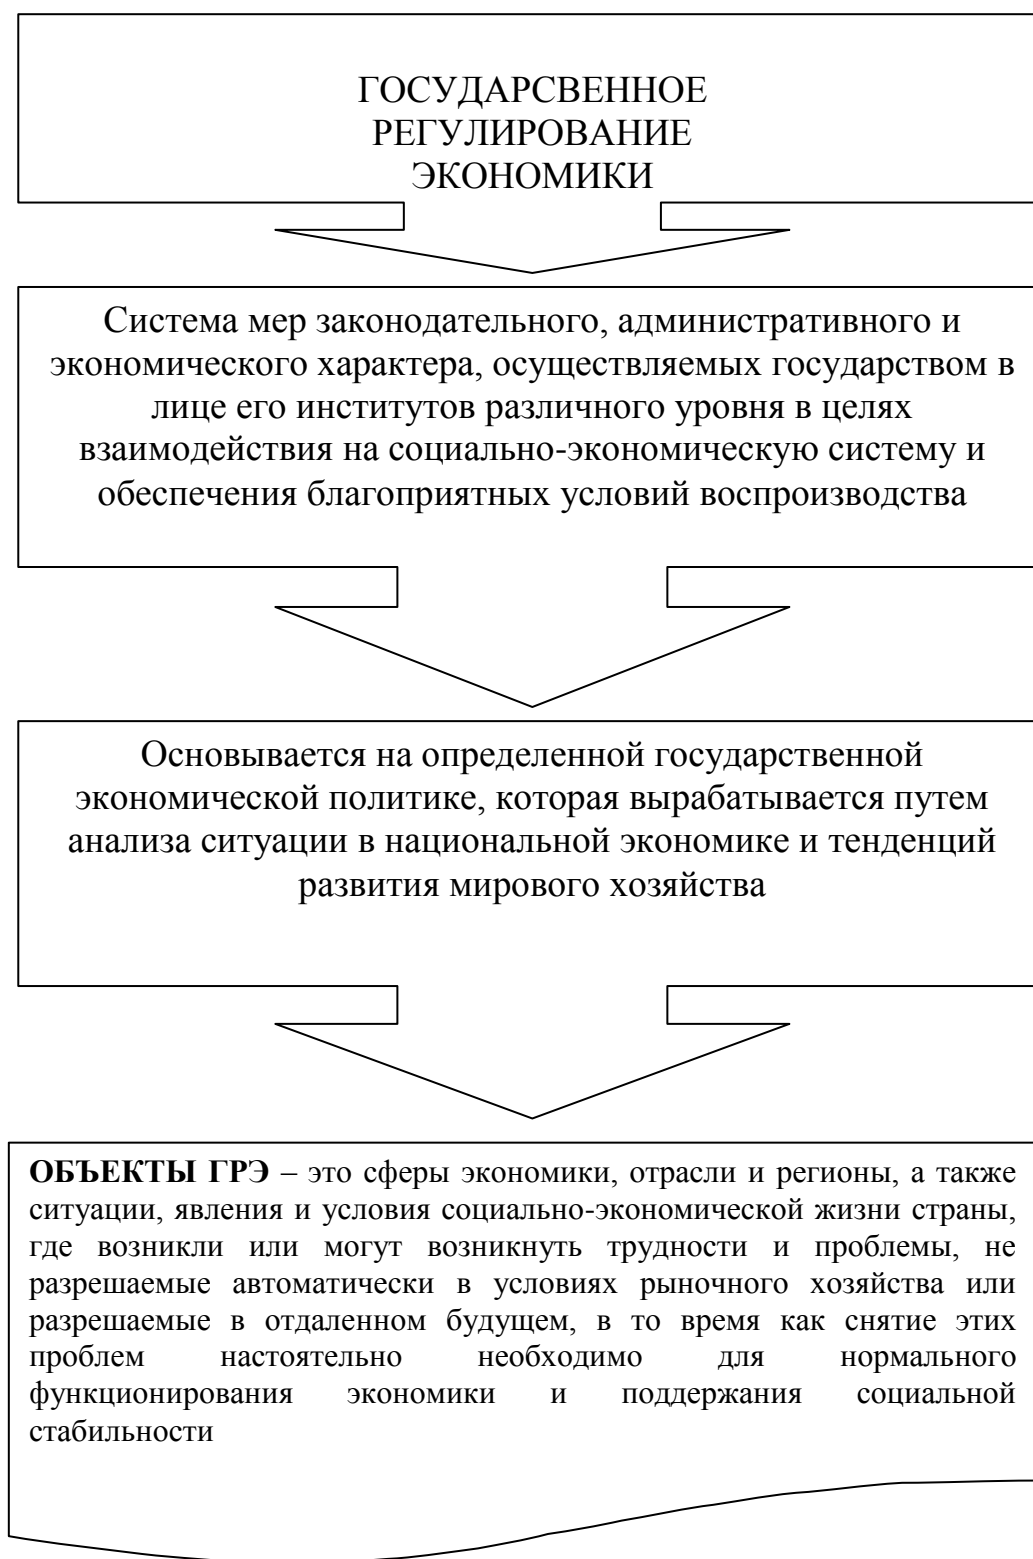 ГОСУДАРСВЕННОЕ
РЕГУЛИРОВАНИЕ
ЭКОНОМИКИ
Система мер законодательного, административного и
экономического характера, осуществляемых государством в
лице его институтов различного уровня в целях
взаимодействия на социально-экономическую систему и
обеспечения благоприятных условий воспроизводства
Основывается на определенной государственной
экономической политике, которая вырабатывается путем
анализа ситуации в национальной экономике и тенденций
развития мирового хозяйства
ОБЪЕКТЫ ГРЭ – это сферы экономики, отрасли и регионы, а также
ситуации, явления и условия социально-экономической жизни страны,
где возникли или могут возникнуть трудности и проблемы, не
разрешаемые автоматически в условиях рыночного хозяйства или
разрешаемые в отдаленном будущем, в то время как снятие этих
проблем настоятельно необходимо для нормального
функционирования экономики и поддержания социальной
стабильности